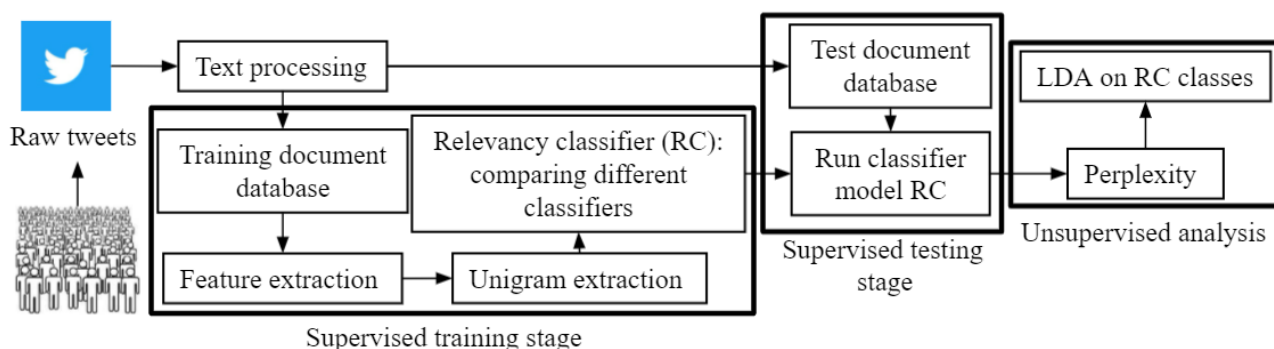 Raw tweets
Text processing
Training document
database
Feature extraction
Unigram extraction
Relevancy classifier (RC):
comparing different
classifiers
Supervised training stage
Test document
database
Run classifier
model RC
Supervised testing
stage
LDA on RC classes
Perplexity
Unsupervised analysis